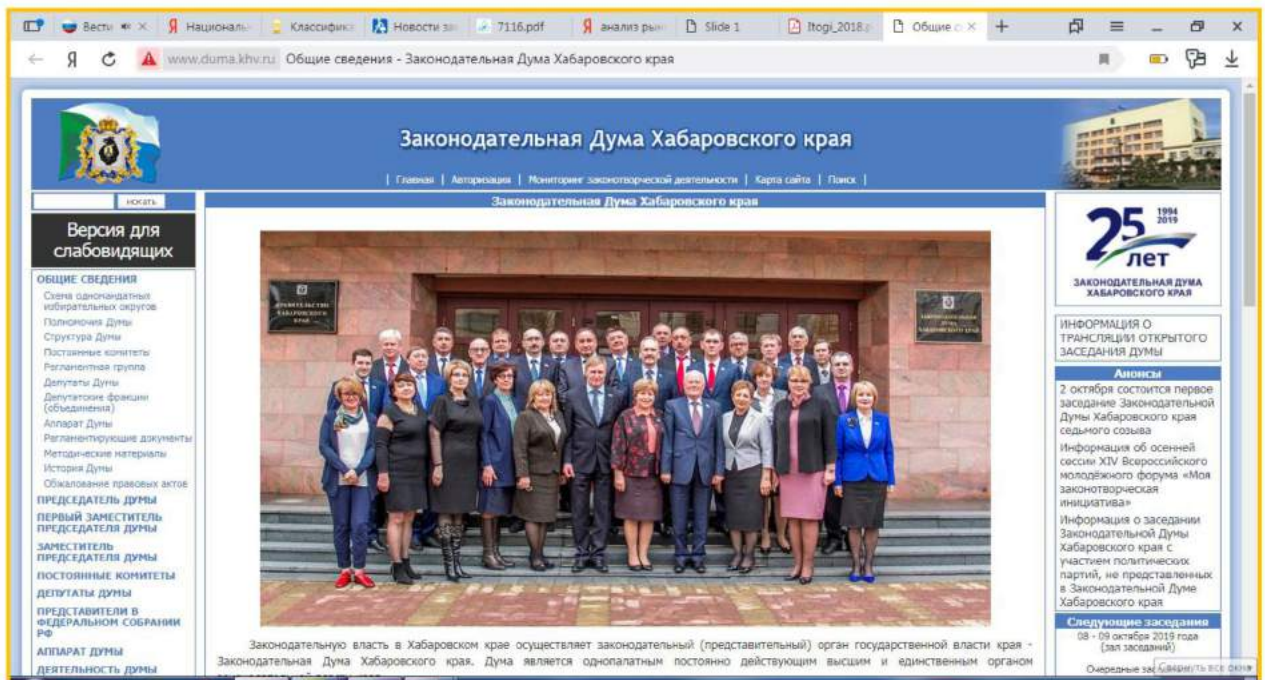 Вести
Националь
Классифика
Новости за
7116.pdf
анализ рын
Slide 1
Itogi_2018.p
Общие с
www.duma.khv.ru Общие сведения - Законодательная Дума Хабаровского края
Законодательная Дума Хабаровского края
| Главная | Авторизация | Мониторинг законотворческой деятельности | Карта сайта | Поиск |
искать
Версия для
слабовидящих
ОБЩИЕ СВЕДЕНИЯ
Схема одномандатных
избирательных округов
Полномочия Думы
Структура Думы
Постоянные комитеты
Регламентная группа
Депутаты Думы
Депутатские фракции
(объединения)
Аппарат Думы
Регламентирующие документы
Методические материалы
История Думы
Обжалование правовых актов
ПРЕДСЕДАТЕЛЬ ДУМЫ
ПЕРВЫЙ ЗАМЕСТИТЕЛЬ
ПРЕДСЕДАТЕЛЯ ДУМЫ
ЗАМЕСТИТЕЛЬ
ПРЕДСЕДАТЕЛЯ ДУМЫ
ПОСТОЯННЫЕ КОМИТЕТЫ
ДЕПУТАТЫ ДУМЫ
ПРЕДСТАВИТЕЛИ В
ФЕДЕРАЛЬНОМ СОБРАНИИ
РФ
АППАРАТ ДУМЫ
ДЕЯТЕЛЬНОСТЬ ДУМЫ
Законодательная Дума Хабаровского края
ПРАВИТЕЛЬСТВО
ХАБАРОВСКОГО
КРАЯ
ЗАКОНОДАТЕЛЬНАЯ
ДУМА
ХАБАРОВСКОГО КРАЯ
Законодательную власть в Хабаровском крае осуществляет законодательный (представительный) орган государственной власти края -
Законодательная Дума Хабаровского края. Дума является однопалатным постоянно действующим высшим и единственным органом
25 1994
2019
лет
ЗАКОНОДАТЕЛЬНАЯ ДУМА
ХАБАРОВСКОГО КРАЯ
ИНФОРМАЦИЯ О
ТРАНСЛЯЦИИ ОТКРЫТОГО
ЗАСЕДАНИЯ ДУМЫ
Анонсы
2 октября состоится первое
заседание Законодательной
Думы Хабаровского края
седьмого созыва
Информация об осенней
сессии XIV Всероссийского
молодёжного форума «Моя
законотворческая
инициатива»
Информация о заседании
Законодательной Думы
Хабаровского края с
участием политических
партий, не представленных
в Законодательной Думе
Хабаровского края
Следующие заседания
08 - 09 октября 2019 года
(зал заседаний)
Очередные
Свернуть все окна